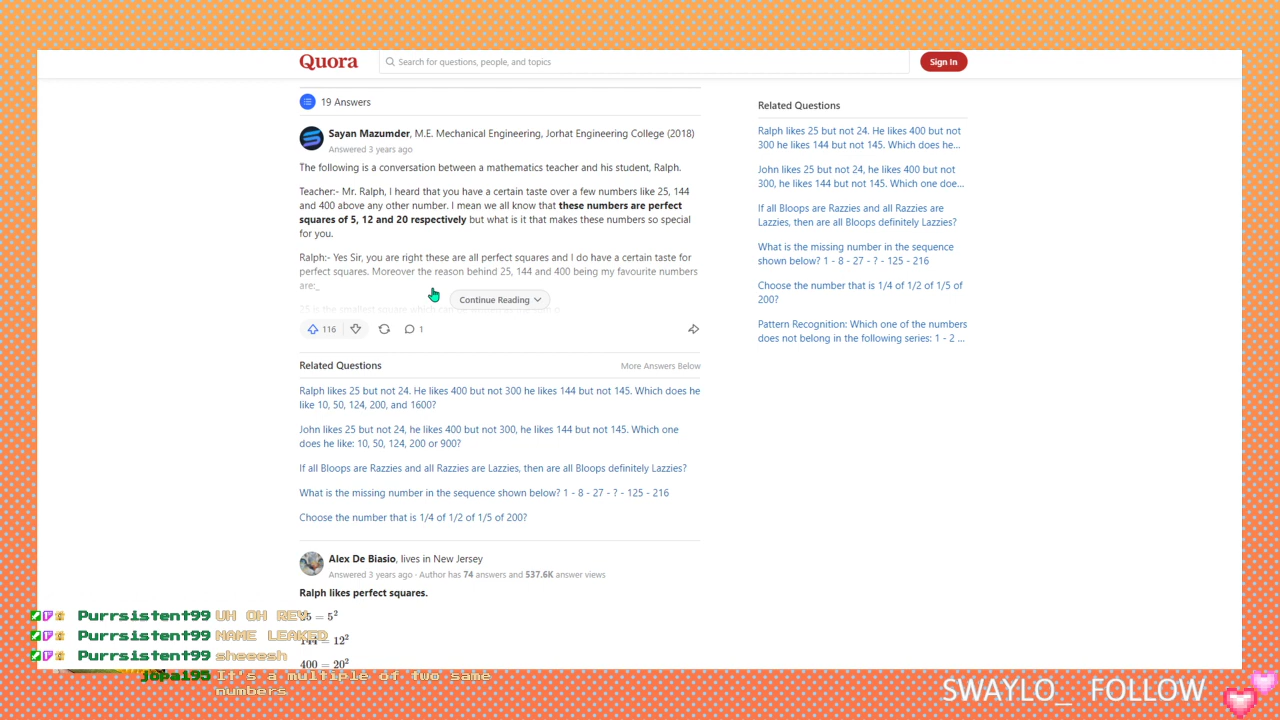 Quora
Search for questions, people, and topics
Sign In
19 Answers
Sayan Mazumder, M.E. Mechanical Engineering, Jorhat Engineering College (2018)
Answered 3 years ago
The following is a conversation between a mathematics teacher and his student, Ralph.
Teacher:- Mr. Ralph, I heard that you have a certain taste over a few numbers like 25, 144
and 400 above any other number. I mean we all know that these numbers are perfect
squares of 5, 12 and 20 respectively but what is it that makes these numbers so special
for you.
Ralph:- Yes Sir, you are right these are all perfect squares and I do have a certain taste for
perfect squares. Moreover the reason behind 25, 144 and 400 being my favourite numbers
are:_
25 is the smallest square which can
Continue Reading
116
1
Related Questions
More Answers Below
Ralph likes 25 but not 24. He likes 400 but not 300 he likes 144 but not 145. Which does he
like 10, 50, 124, 200, and 1600?
John likes 25 but not 24, he likes 400 but not 300, he likes 144 but not 145. Which one
does he like: 10, 50, 124, 200 or 900?
If all Bloops are Razzies and all Razzies are Lazzies, then are all Bloops definitely Lazzies?
What is the missing number in the sequence shown below? 1 - 8 - 27 - ? - 125 - 216
Choose the number that is 1/4 of 1/2 of 1/5 of 200?
Alex De Biasio, lives in New Jersey
Answered 3 years ago · Author has 74 answers and 537.6K answer views
Ralph likes perfect squares.
25 = 5²
144 = 12²
400 = 20²
Related Questions
Ralph likes 25 but not 24. He likes 400 but not
300 he likes 144 but not 145. Which does he...
John likes 25 but not 24, he likes 400 but not
300, he likes 144 but not 145. Which one doe...
If all Bloops are Razzies and all Razzies are
Lazzies, then are all Bloops definitely Lazzies?
What is the missing number in the sequence
shown below? 1 - 8 - 27 - ? - 125 - 216
Choose the number that is 1/4 of 1/2 of 1/5 of
200?
Pattern Recognition: Which one of the numbers
does not belong in the following series: 1 - 2 ...
Purrsistent99 UH OH REV
Purrsistent99 NAME LEAKED
Purrsistent99 sheeesh
jopa195 It's a multiple of two same
numbers
SWAYLO_ FOLLOW